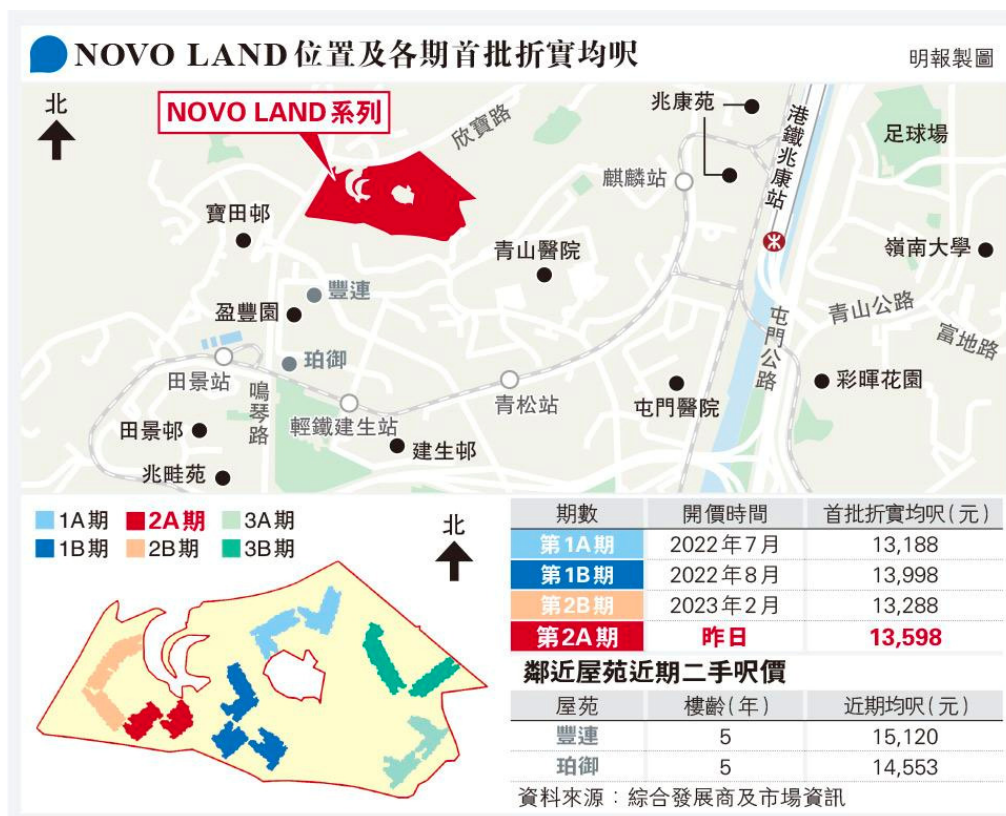 NOVO LAND位置及各期首批折實均呎
明報製圖
北
NOVO LAND系列
欣寶路
兆康苑
港鐵兆康站
足球場
麒麟站
寶田邨
青山醫院
嶺南大學
豐連
盈豐園
青山公路
富地路
珀御
屯門公路
田景站
鳴琴路
青松站
彩暉花園
屯門醫院
田景邨
輕鐵建生站
建生邨
兆畦苑
1A期 2A期 3A期
1B期 2B期 3B期
北
期數 開價時間 首批折實均呎(元)
第1A期 2022年7月 13,188
第1B期 2022年8月 13,998
第2B期 2023年2月 13,288
第2A期 昨日 13,598
鄰近屋苑近期二手呎價
屋苑 樓齡(年) 近期均呎(元)
豐連 5 15,120
珀御 5 14,553
資料來源：綜合發展商及市場資訊